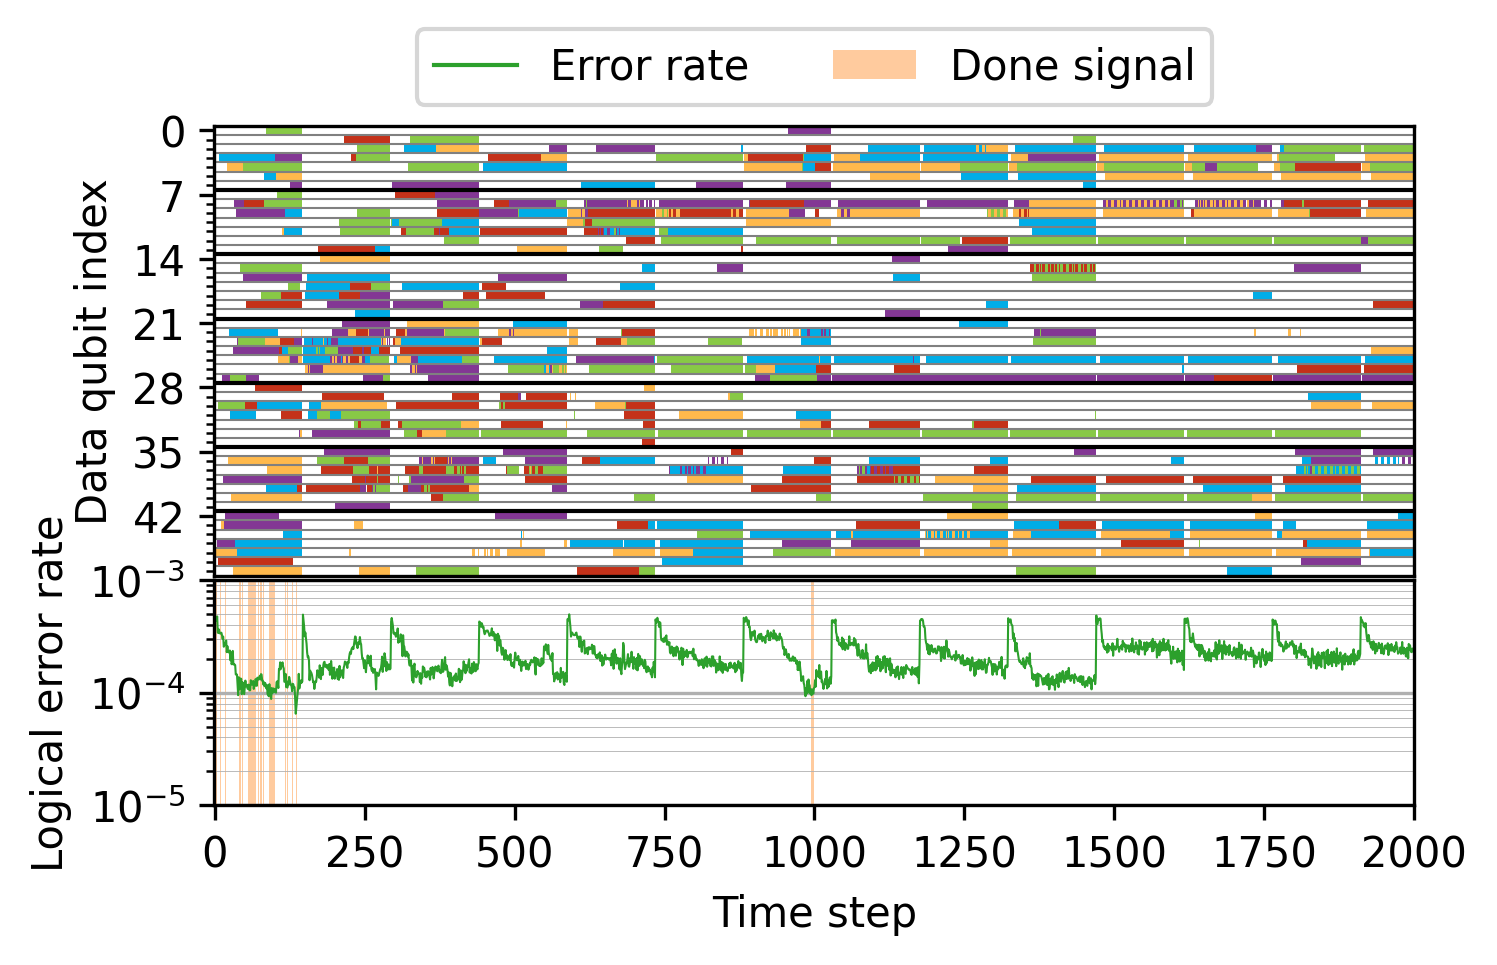 Error rate
Done signal
0
7
14
21
28
35
42
Data qubit index
10⁻³
10⁻⁴
10⁻⁵
Logical error rate
0 250 500 750 1000 1250 1500 1750 2000
Time step